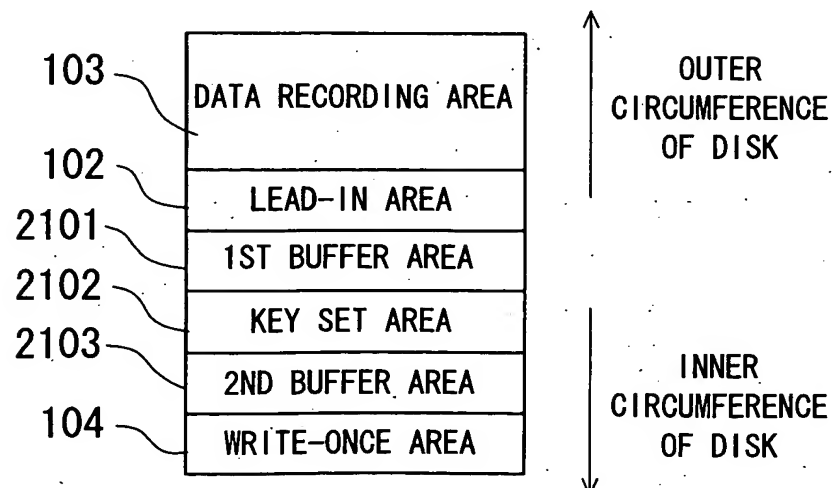 103
DATA RECORDING AREA
102
LEAD-IN AREA
2101
1ST BUFFER AREA
2102
KEY SET AREA
2103
2ND BUFFER AREA
104
WRITE-ONCE AREA
OUTER
CIRCUMFERENCE
OF DISK
INNER
CIRCUMFERENCE
OF DISK